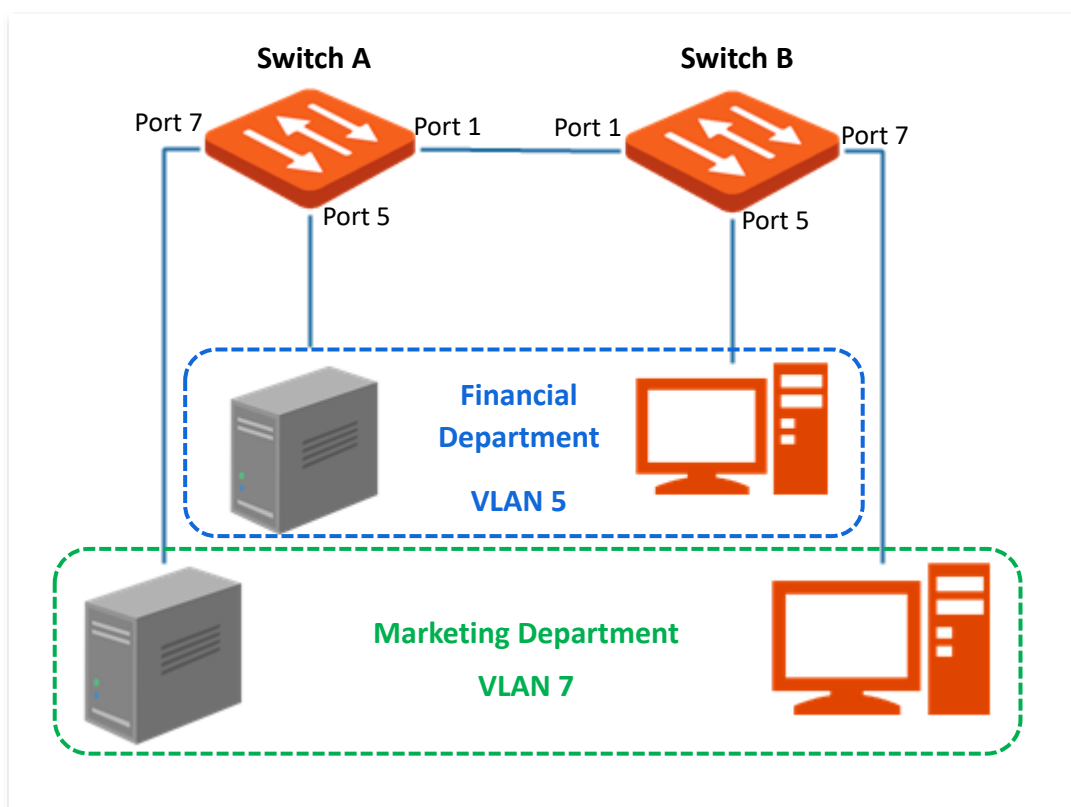 Switch A
Switch B
Port 7
Port 1
Port 1
Port 7
Port 5
Port 5
Financial
Department
VLAN 5
Marketing Department
VLAN 7